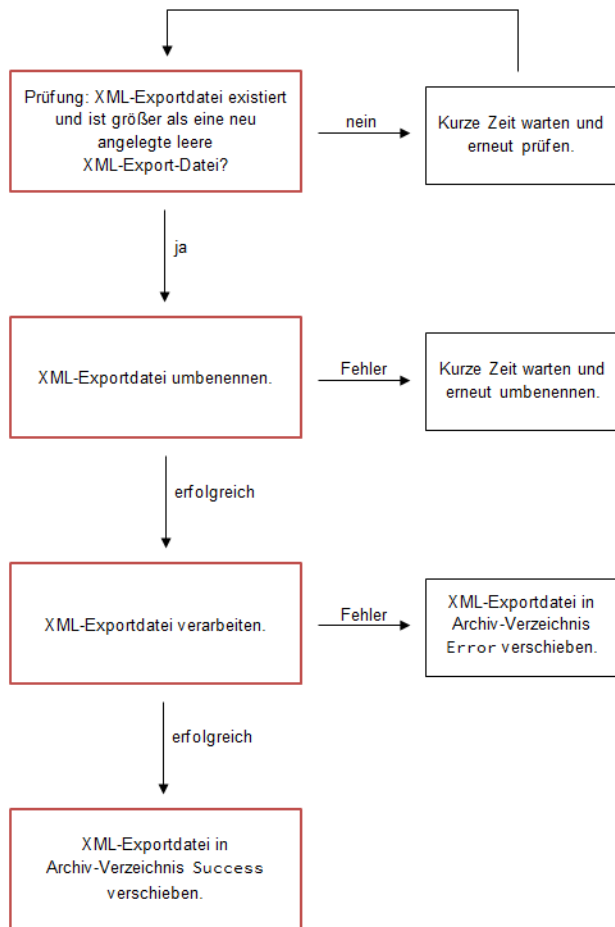 Prüfung: XML-Exportdatei existiert
und ist größer als eine neu
angelegte leere
XML-Export-Datei?
nein
Kurze Zeit warten und
erneut prüfen.
ja
XML-Exportdatei umbenennen.
Fehler
Kurze Zeit warten und
erneut umbenennen.
erfolgreich
XML-Exportdatei verarbeiten.
Fehler
XML-Exportdatei in
Archiv-Verzeichnis
Error verschieben.
erfolgreich
XML-Exportdatei in
Archiv-Verzeichnis Success
verschieben.